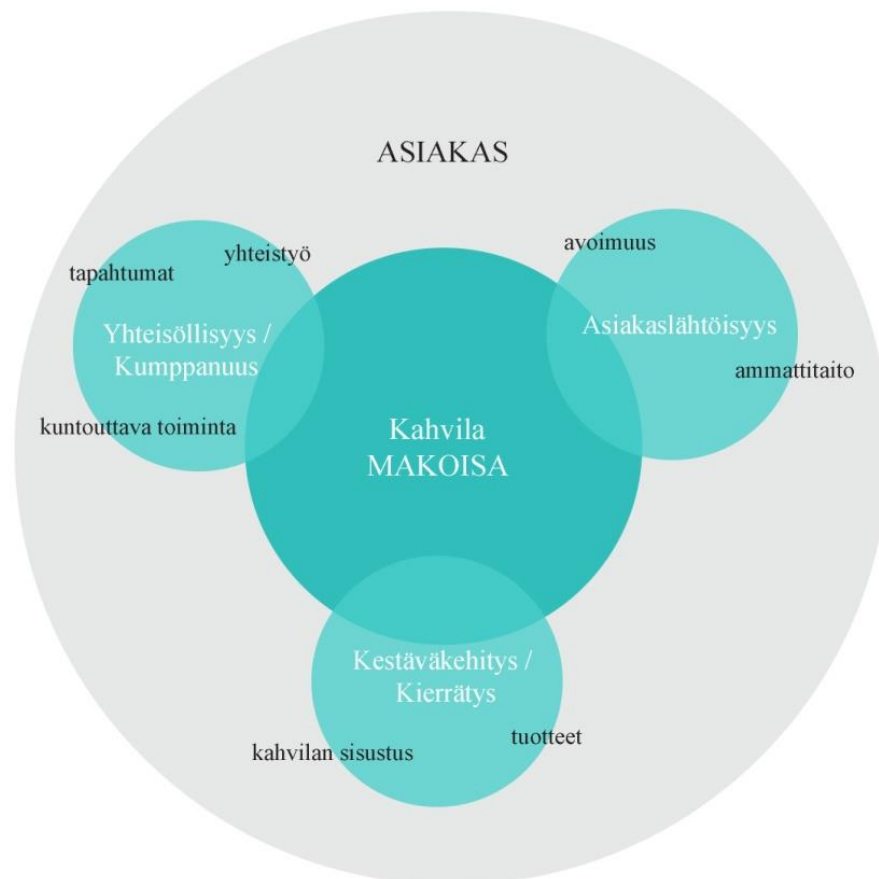 ASIAKAS
yhteistyö
tapahtumat
Yhteisöllisyys /
Kumppanuus
kuntouttava toiminta
avoimuus
Asiakaslähtöisyys
ammattitaito
Kahvila
MAKOISA
Kestäväkehitys /
Kierrätys
tuotteet
kahvilan sisustus